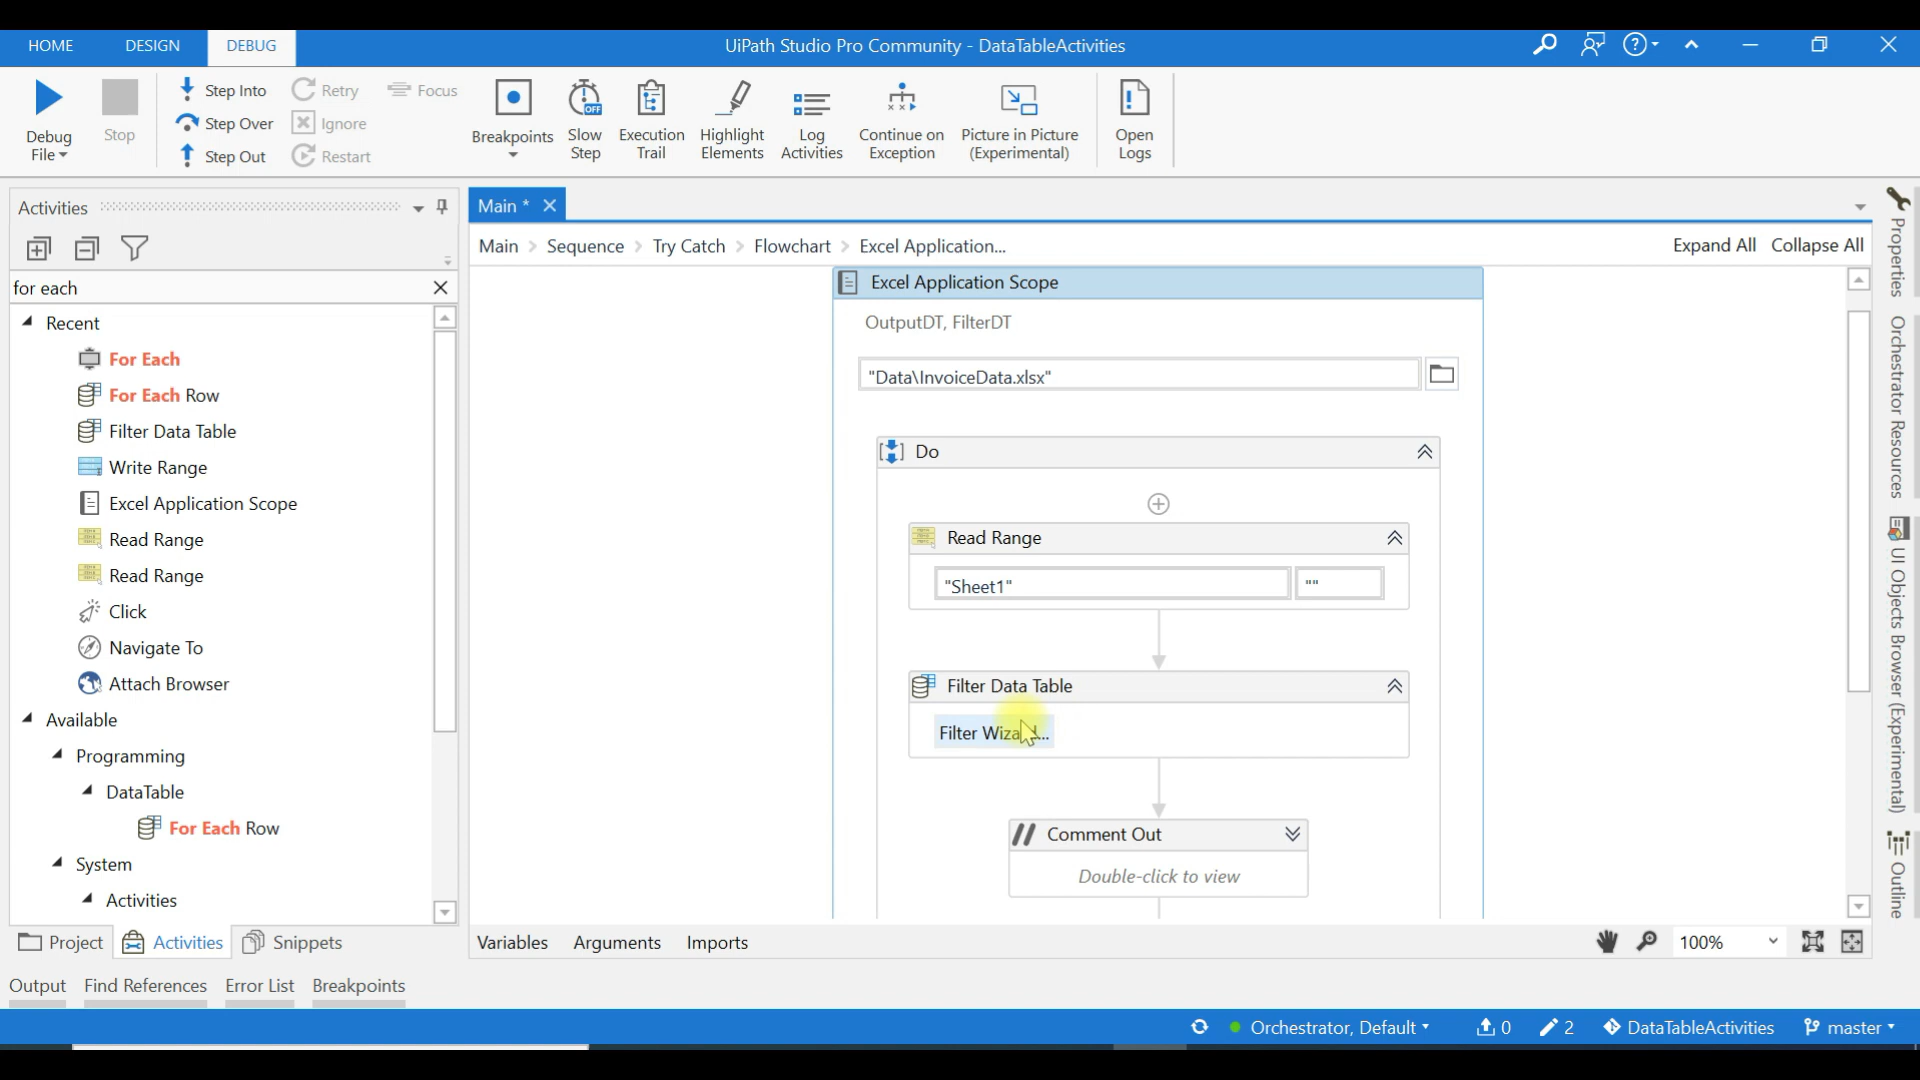 HOME DESIGN DEBUG UiPath Studio Pro Community - DataTableActivities
Debug File
Stop
Step Into
Step Over
Step Out
Retry
Ignore
Restart
Focus
Breakpoints
Slow Step
OFF
Execution Trail
Highlight Elements
Log Activities
Continue on Exception
Picture in Picture (Experimental)
Open Logs
Activities
for each
Recent
For Each
For Each Row
Filter Data Table
Write Range
Excel Application Scope
Read Range
Read Range
Click
Navigate To
Attach Browser
Available
Programming
DataTable
For Each Row
System
Activities
Project Activities Snippets
Main *
Main Sequence Try Catch Flowchart Excel Application... Expand All Collapse All
Excel Application Scope
OutputDT, FilterDT
"Data\InvoiceData.xlsx"
Do
Read Range
"Sheet1" ""
Filter Data Table
Comment Out
Double-click to view
Variables Arguments Imports 100%
Properties
Orchestrator Resources
UI Objects Browser (Experimental)
Outline
Output Find References Error List Breakpoints
Orchestrator, Default 0 2 DataTableActivities master